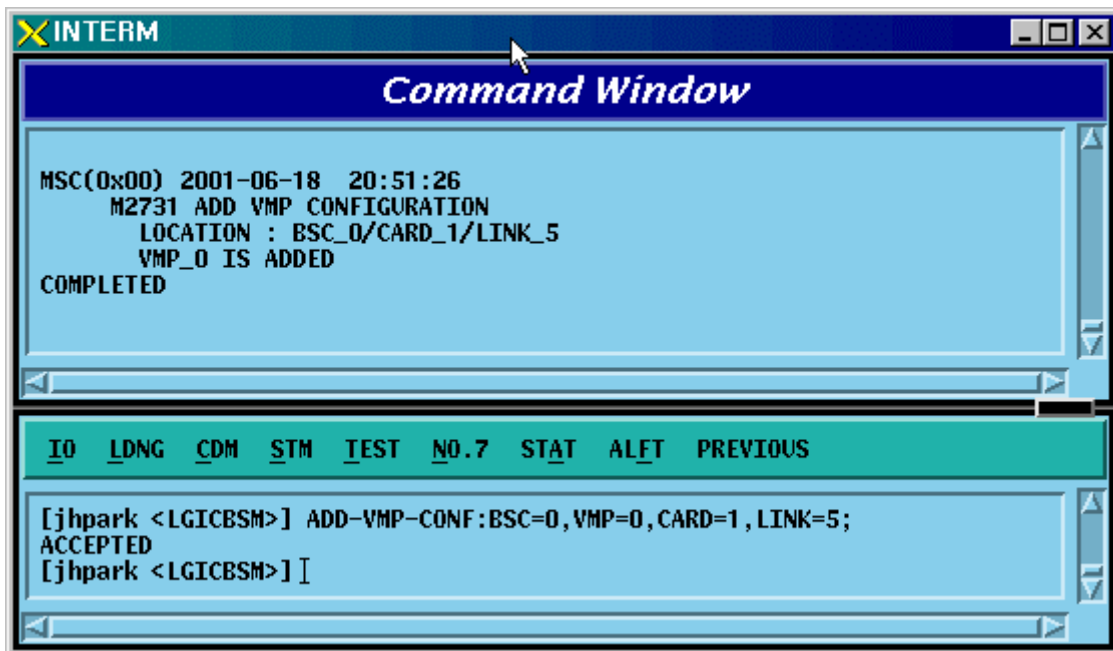 INTERM
Command Window
MSC(0x00) 2001-06-18 20:51:26
M2731 ADD VMP CONFIGURATION
LOCATION : BSC_0/CARD_1/LINK_5
VMP_0 IS ADDED
COMPLETED
IO LDNG CDM STM TEST NO.7 STAT ALFT PREVIOUS
[jhpark <LGICBSM>] ADD-VMP-CONF:BSC=0,VMP=0,CARD=1,LINK=5;
ACCEPTED
[jhpark <LGICBSM>]